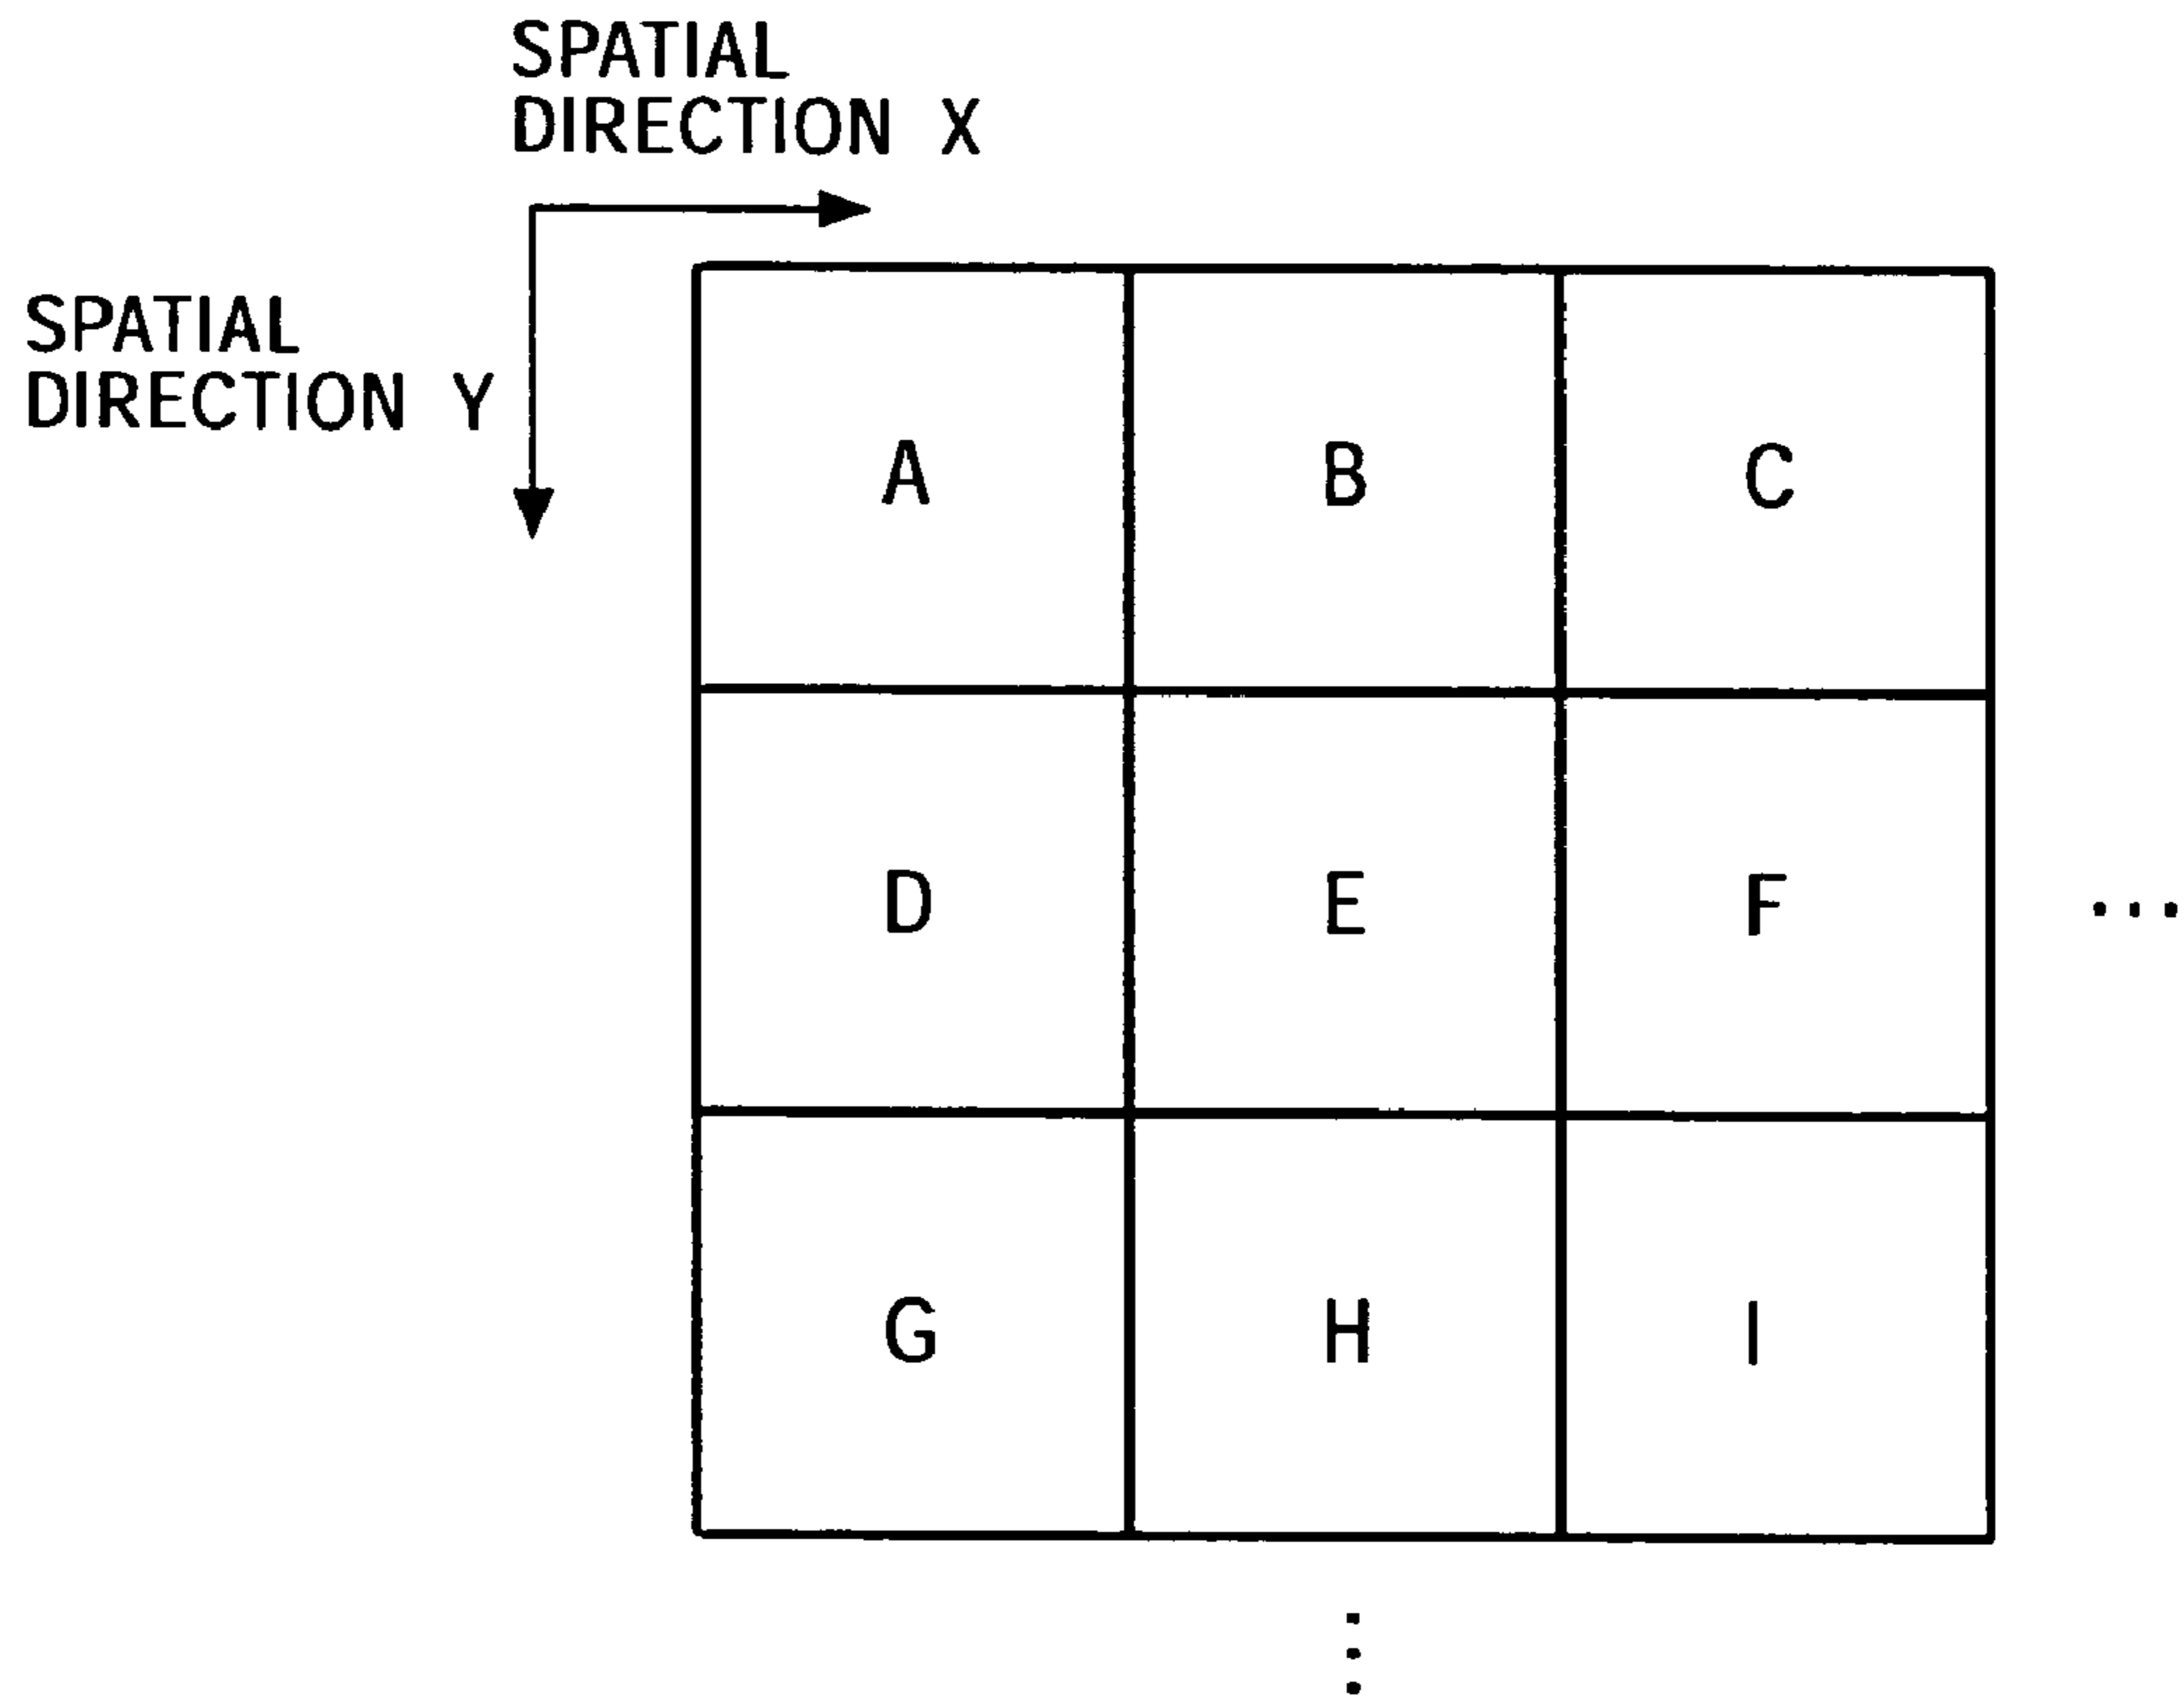 SPATIAL
DIRECTION X
SPATIAL
DIRECTION Y
A B C
D E F ...
G H I